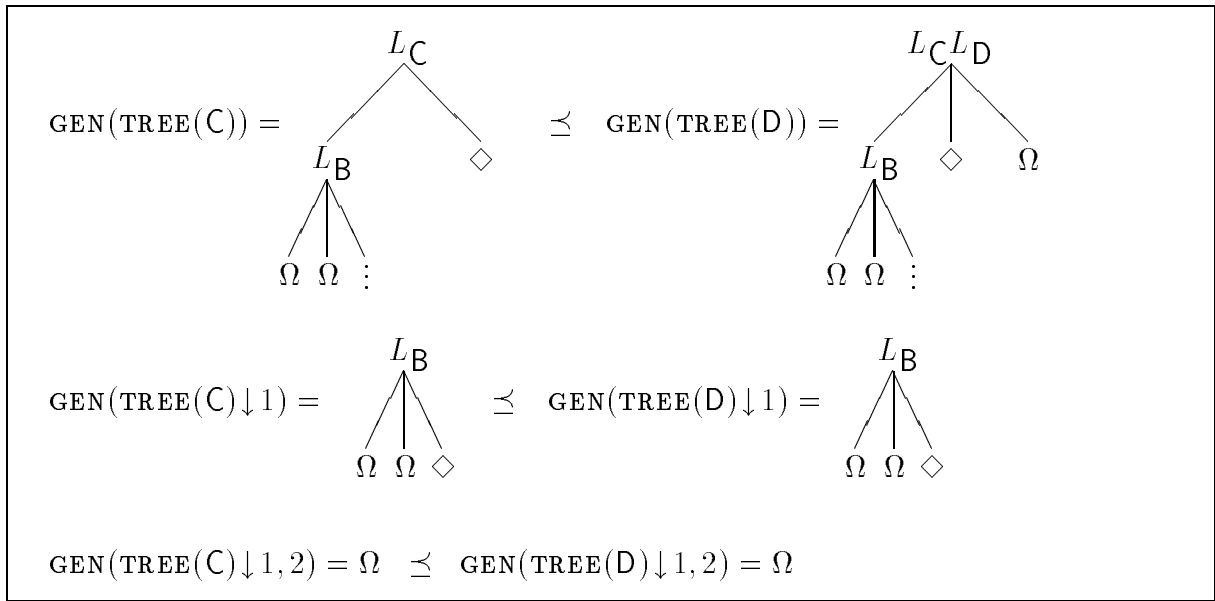 L_C L_C L_D
GEN(TREE(C)) = ⪯ GEN(TREE(D)) =
L_B ◇ L_B ◇ Ω
Ω Ω ⋮ Ω Ω ⋮
L_B L_B
GEN(TREE(C)↓1) = ⪯ GEN(TREE(D)↓1) =
Ω Ω ◇ Ω Ω ◇
GEN(TREE(C)↓1, 2) = Ω ⪯ GEN(TREE(D)↓1, 2) = Ω